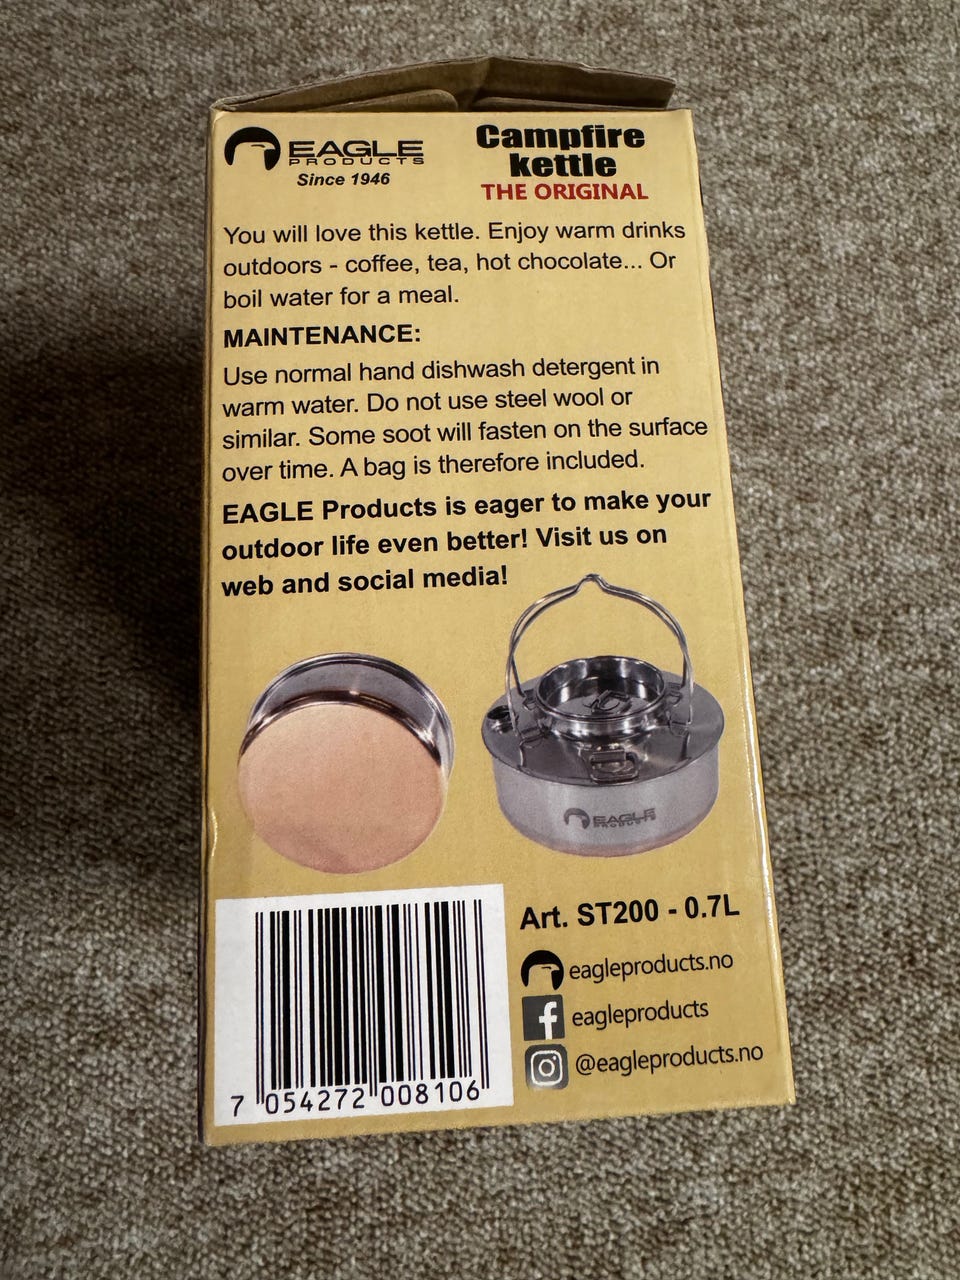 EAGLE
PRODUCTS
Since 1946
Campfire
kettle
THE ORIGINAL
You will love this kettle. Enjoy warm drinks
outdoors - coffee, tea, hot chocolate... Or
boil water for a meal.
MAINTENANCE:
Use normal hand dishwash detergent in
warm water. Do not use steel wool or
similar. Some soot will fasten on the surface
over time. A bag is therefore included.
EAGLE Products is eager to make your
outdoor life even better! Visit us on
web and social media!
EAGLE
PRODUCTS
Art. ST200 - 0.7L
eagleproducts.no
eagleproducts
@eagleproducts.no
7 054272 008106